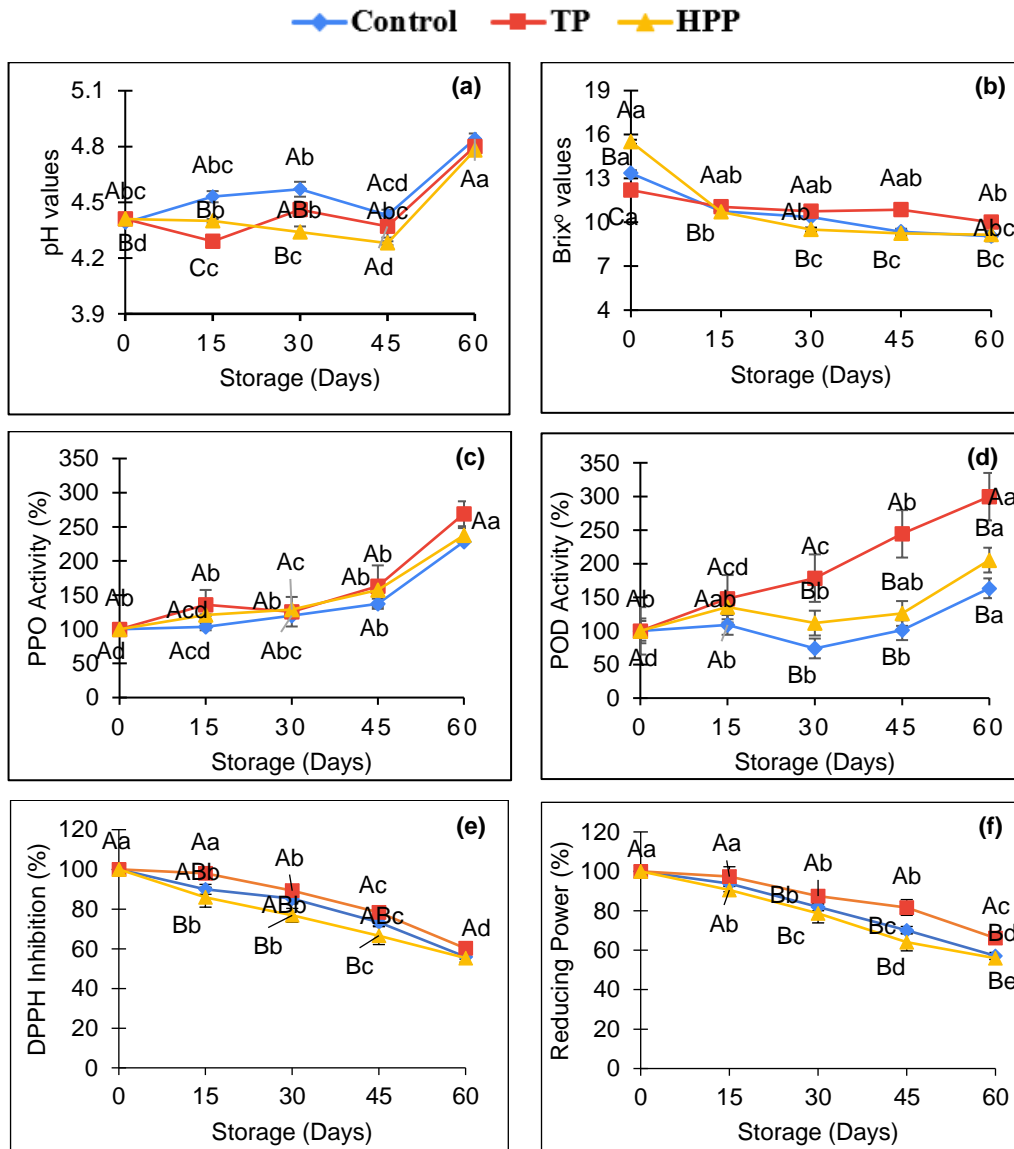 Control TP HPP
(a)
pH values
5.1
4.8
4.5
4.2
3.9
Abc
Bd
Abc
Bb
Cc
Ab
ABb
Bc
Acd
Abc
Ad
Aa
0 15 30 45 60
Storage (Days)
(b)
Brixº values
19
16
13
10
7
4
Aa
Ba
Ca
Aab
Bb
Aab
Ab
Bc
Aab
Bc
Ab
Abc
Bc
0 15 30 45 60
Storage (Days)
(c)
PPO Activity (%)
350
300
250
200
150
100
50
0
Ab
Ad
Ab
Acd
Acd
Ac
Ab
Abc
Ab
Ab
Ab
Aa
0 15 30 45 60
Storage (Days)
(d)
POD Activity (%)
350
300
250
200
150
100
50
0
Ab
Ad
Acd
Aab
Ab
Ac
Bb
Bb
Ab
Bab
Bb
Aa
Ba
Ba
0 15 30 45 60
Storage (Days)
(e)
DPPH Inhibition (%)
120
100
80
60
40
20
0
Aa
Aa
ABb
Bb
Ab
ABb
Bb
Ac
ABc
Bc
Ad
0 15 30 45 60
Storage (Days)
(f)
Reducing Power (%)
120
100
80
60
40
20
0
Aa
Aa
Ab
Ab
Bb
Bc
Ab
Bc
Bd
Ac
Bd
Be
0 15 30 45 60
Storage (Days)